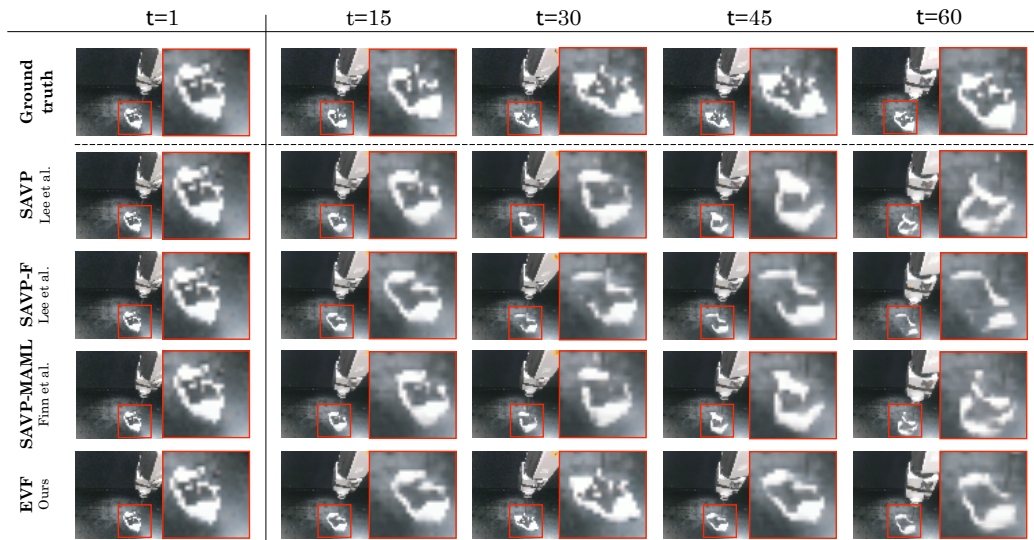 t=1 t=15 t=30 t=45 t=60
Ground
truth
SAVP
Lee et al.
SAVP-F
Lee et al.
SAVP-MAML
Finn et al.
EVF
Ours